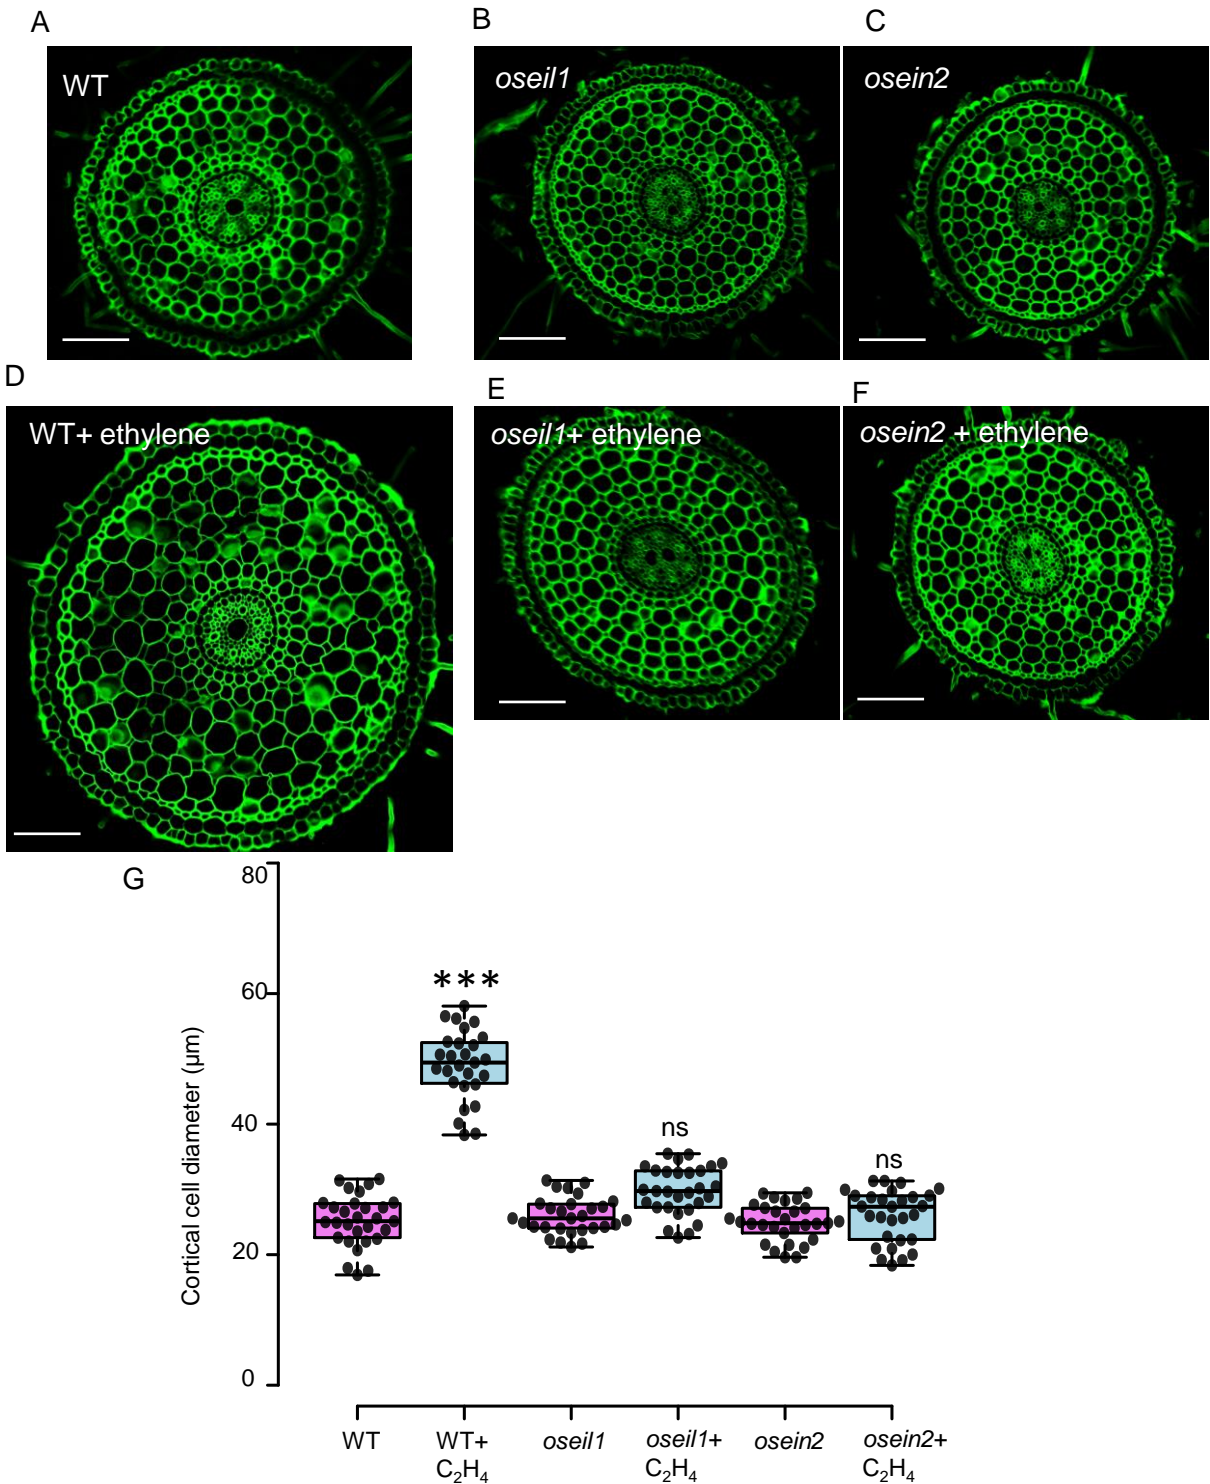 A
B
C
WT
oseil1
osein2
D
E
F
WT+ ethylene
oseil1+ ethylene
osein2 + ethylene
G
80
60
40
20
0
Cortical cell diameter (µm)
***
ns
ns
WT
WT+
C₂H₄
oseil1
oseil1+
C₂H₄
osein2
osein2+
C₂H₄